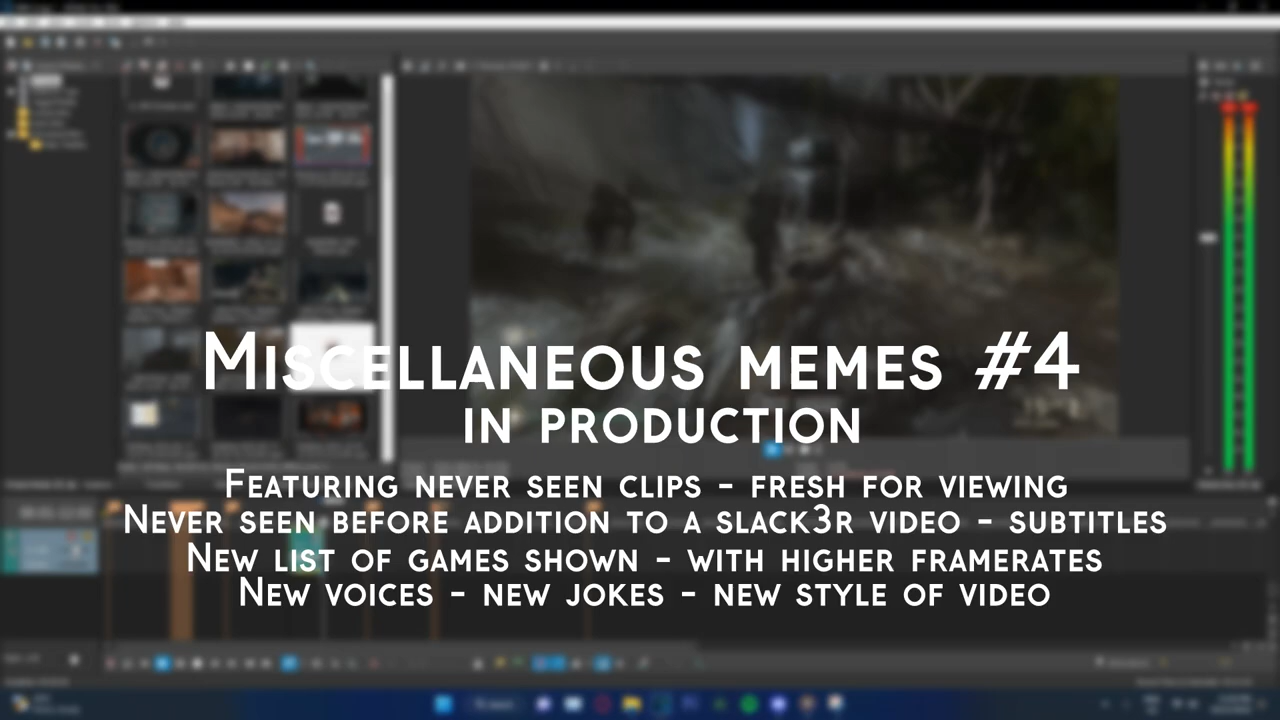 Miscellaneous memes #4
in production
Featuring never seen clips - fresh for viewing
Never seen before addition to a slack3r video - subtitles
New list of games shown - with higher framerates
New voices - new jokes - new style of video